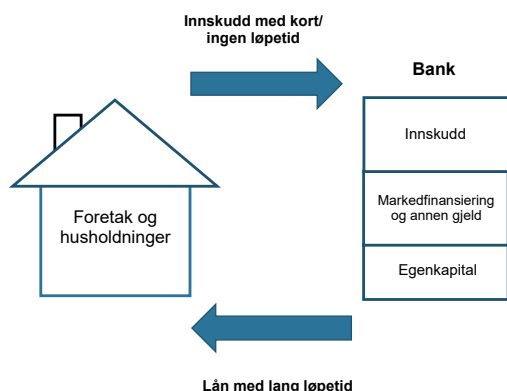 Innskudd med kort/
ingen løpetid
Bank
Innskudd
Foretak og
husholdninger
Markedfinansiering
og annen gjeld
Egenkapital
Lån med lang løpetid